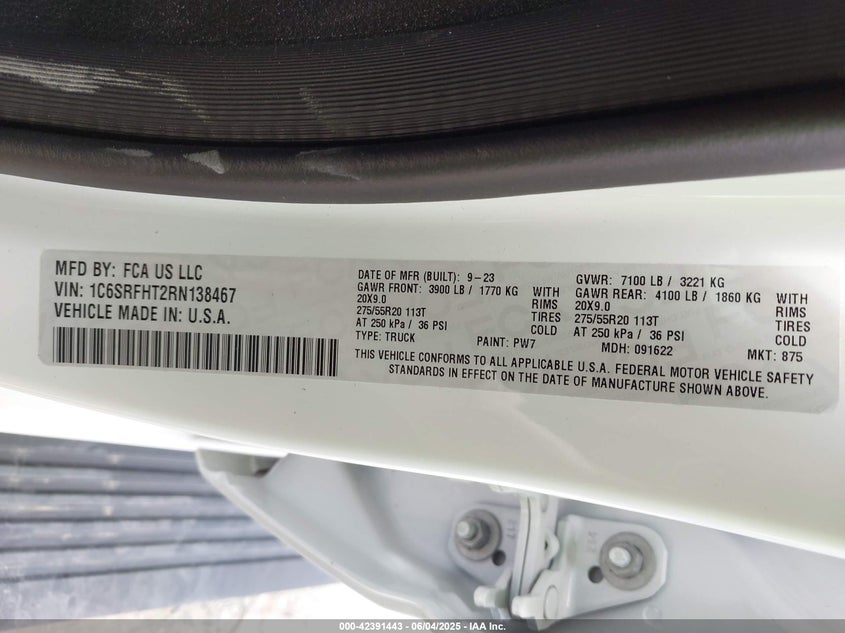 MFD BY: FCA US LLC
VIN: 1C6SRFHT2RN138467
VEHICLE MADE IN: U.S.A.
DATE OF MFR (BUILT): 9-23 GVWR: 7100 LB / 3221 KG
GAWR FRONT: 3900 LB / 1770 KG WITH GAWR REAR: 4100 LB / 1860 KG WITH
20X9.0 RIMS 20X9.0 RIMS
275/55R20 113T TIRES 275/55R20 113T TIRES
AT 250 kPa / 36 PSI COLD AT 250 kPa / 36 PSI COLD
TYPE: TRUCK PAINT: PW7 MDH: 091622 MKT: 875
THIS VEHICLE CONFORMS TO ALL APPLICABLE U.S.A. FEDERAL MOTOR VEHICLE SAFETY
STANDARDS IN EFFECT ON THE DATE OF MANUFACTURE SHOWN ABOVE.
000-42391443 - 06/04/2025 - IAA Inc.